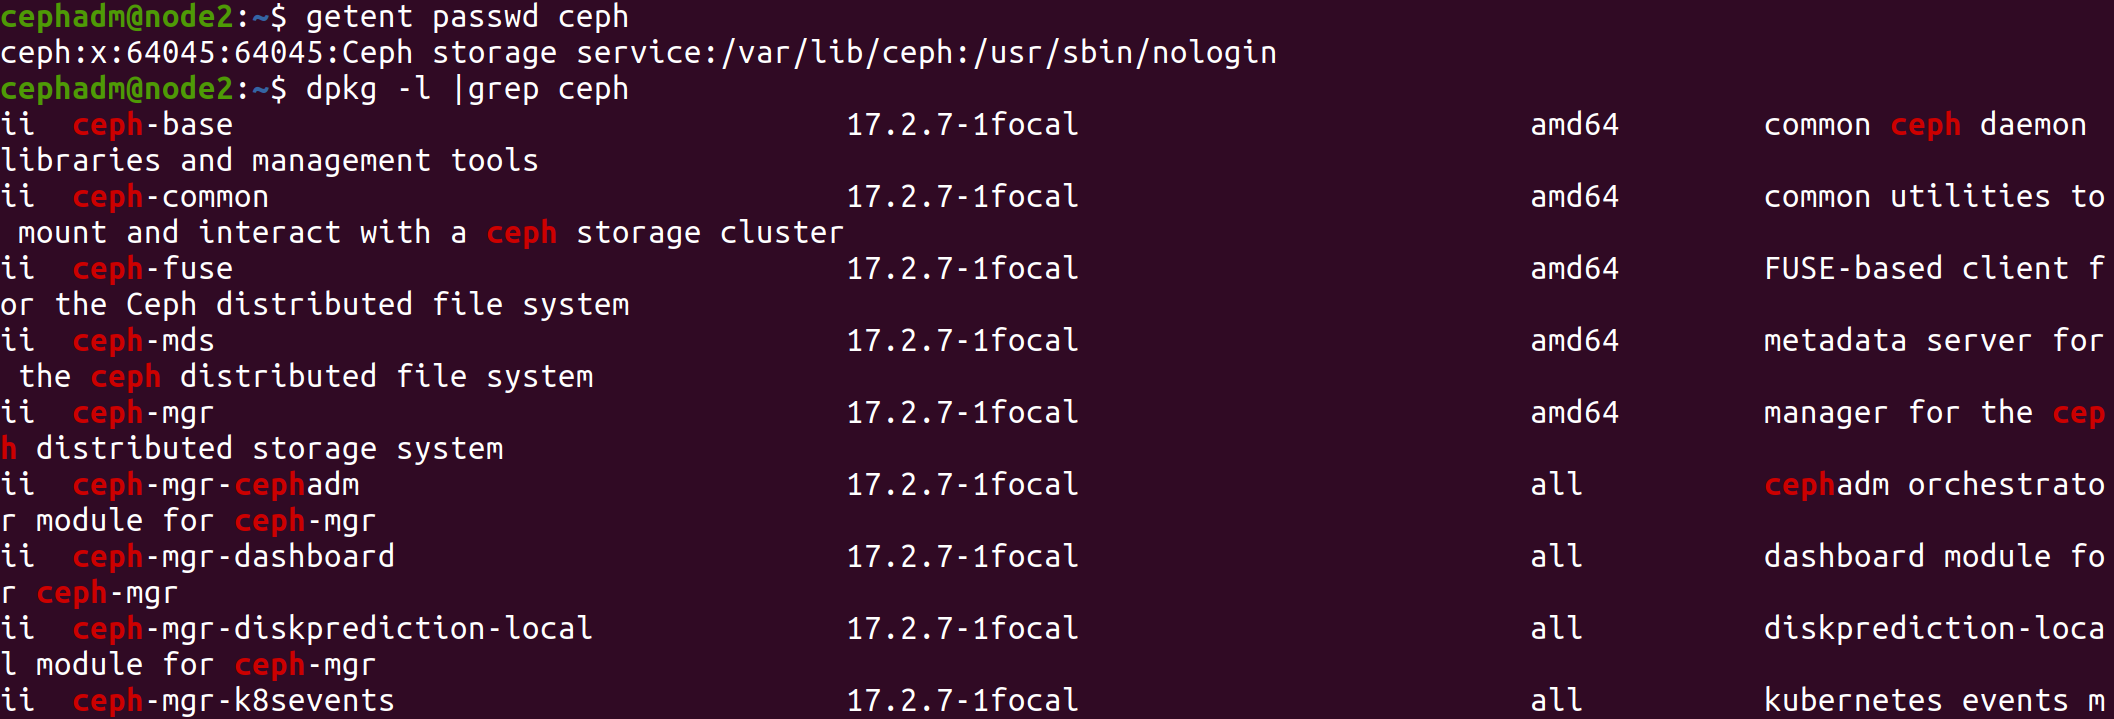 cephadm@node2:~$ getent passwd ceph
ceph:x:64045:64045:Ceph storage service:/var/lib/ceph:/usr/sbin/nologin
cephadm@node2:~$ dpkg -l |grep ceph
ii  ceph-base                                  17.2.7-1focal                         amd64        common ceph daemon
libraries and management tools
ii  ceph-common                                17.2.7-1focal                         amd64        common utilities to
 mount and interact with a ceph storage cluster
ii  ceph-fuse                                  17.2.7-1focal                         amd64        FUSE-based client f
or the Ceph distributed file system
ii  ceph-mds                                   17.2.7-1focal                         amd64        metadata server for
 the ceph distributed file system
ii  ceph-mgr                                   17.2.7-1focal                         amd64        manager for the cep
h distributed storage system
ii  ceph-mgr-cephadm                           17.2.7-1focal                         all          cephadm orchestrato
r module for ceph-mgr
ii  ceph-mgr-dashboard                         17.2.7-1focal                         all          dashboard module fo
r ceph-mgr
ii  ceph-mgr-diskprediction-local              17.2.7-1focal                         all          diskprediction-loca
l module for ceph-mgr
ii  ceph-mgr-k8sevents                         17.2.7-1focal                         all          kubernetes events m